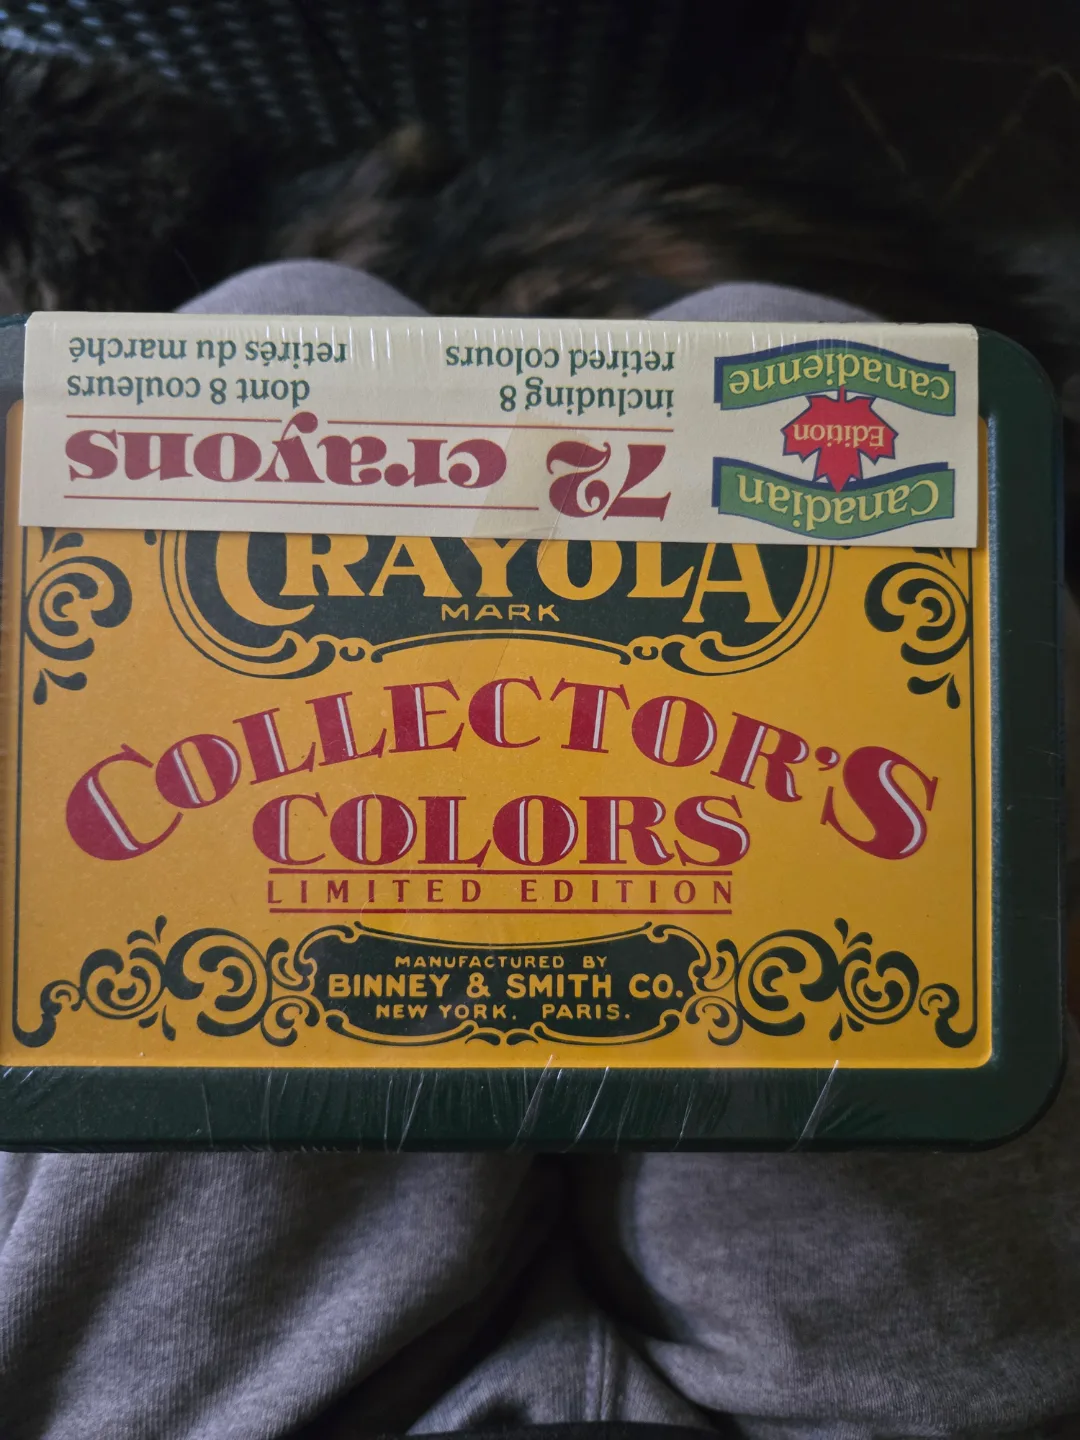 Canadian
Edition
Canadienne
72 crayons
including 8
retired colours
dont 8 couleurs
retirés du marché
CRAYOLA
MARK
COLLECTOR'S
COLORS
LIMITED EDITION
MANUFACTURED BY
BINNEY & SMITH CO.
NEW YORK, PARIS.